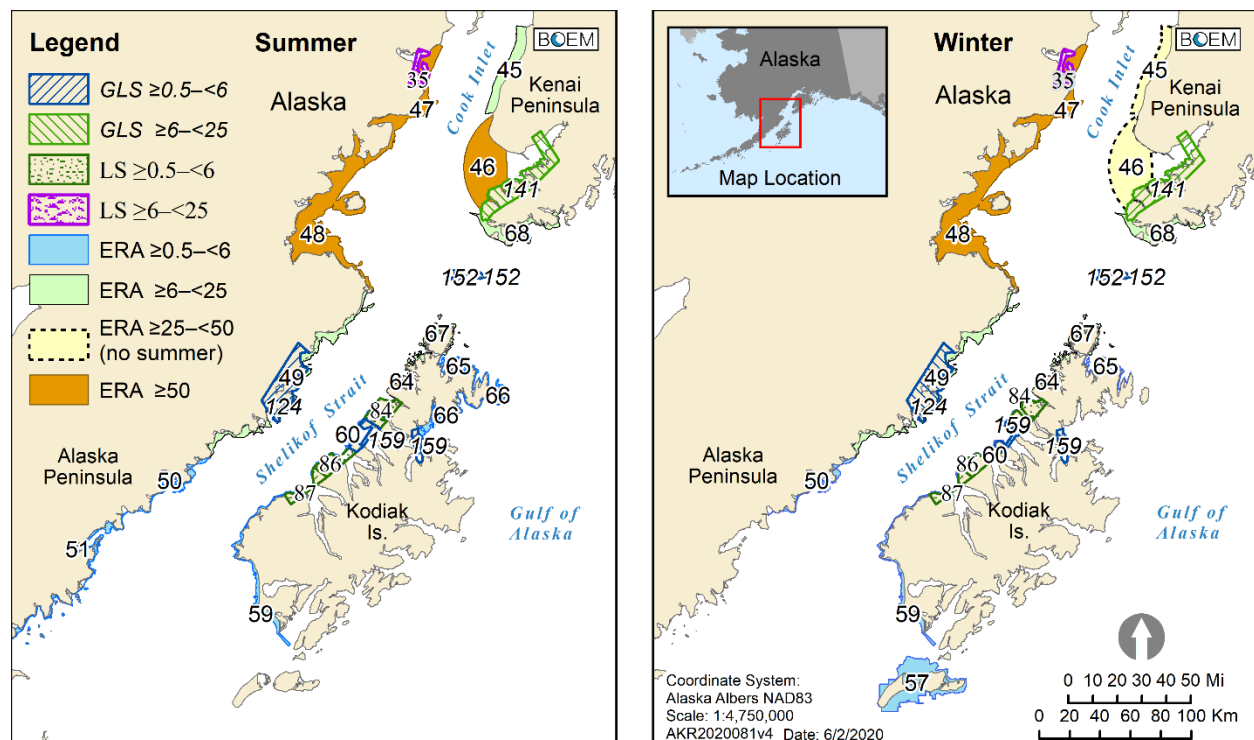 Legend
GLS ≥0.5–<6
GLS ≥6–<25
LS ≥0.5–<6
LS ≥6–<25
ERA ≥0.5–<6
ERA ≥6–<25
ERA ≥25–<50
(no summer)
ERA ≥50
Summer
BOEM
Alaska
Cook Inlet
Kenai
Peninsula
35
45
47
46
141
48
68
152 152
67
65
49
64
66
124
84
66
60
159
159
Shelikof Strait
86
Alaska
Peninsula
50
87
Kodiak
Is.
Gulf of
Alaska
51
59
Winter
BOEM
Alaska
Map Location
Cook Inlet
Kenai
Peninsula
35
45
47
46
141
48
68
152 152
67
65
49
64
124
84
159
159
60
Shelikof Strait
86
Alaska
Peninsula
50
87
Kodiak
Is.
Gulf of
Alaska
59
57
Coordinate System:
Alaska Albers NAD83
Scale: 1:4,750,000
AKR2020081v4 Date: 6/2/2020
0 10 20 30 40 50 Mi
0 20 40 60 80 100 Km